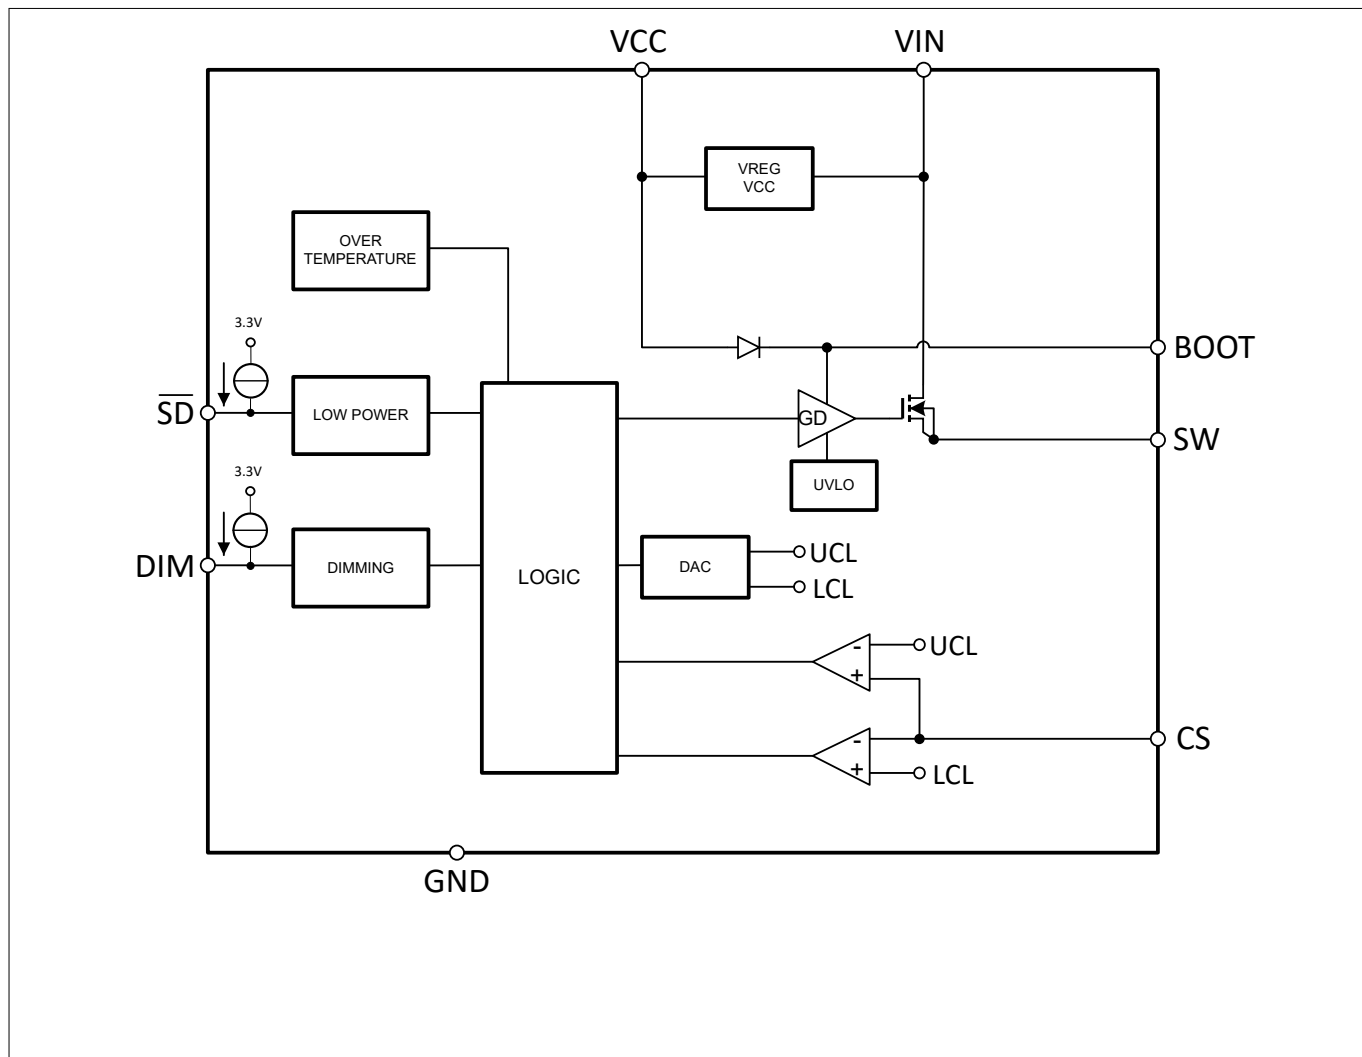 VCC
VIN
VREG
VCC
OVER
TEMPERATURE
3.3V
BOOT
SD
LOW POWER
GD
SW
3.3V
UVLO
DIM
DIMMING
LOGIC
DAC
UCL
LCL
-
UCL
+
-
CS
+
LCL
GND